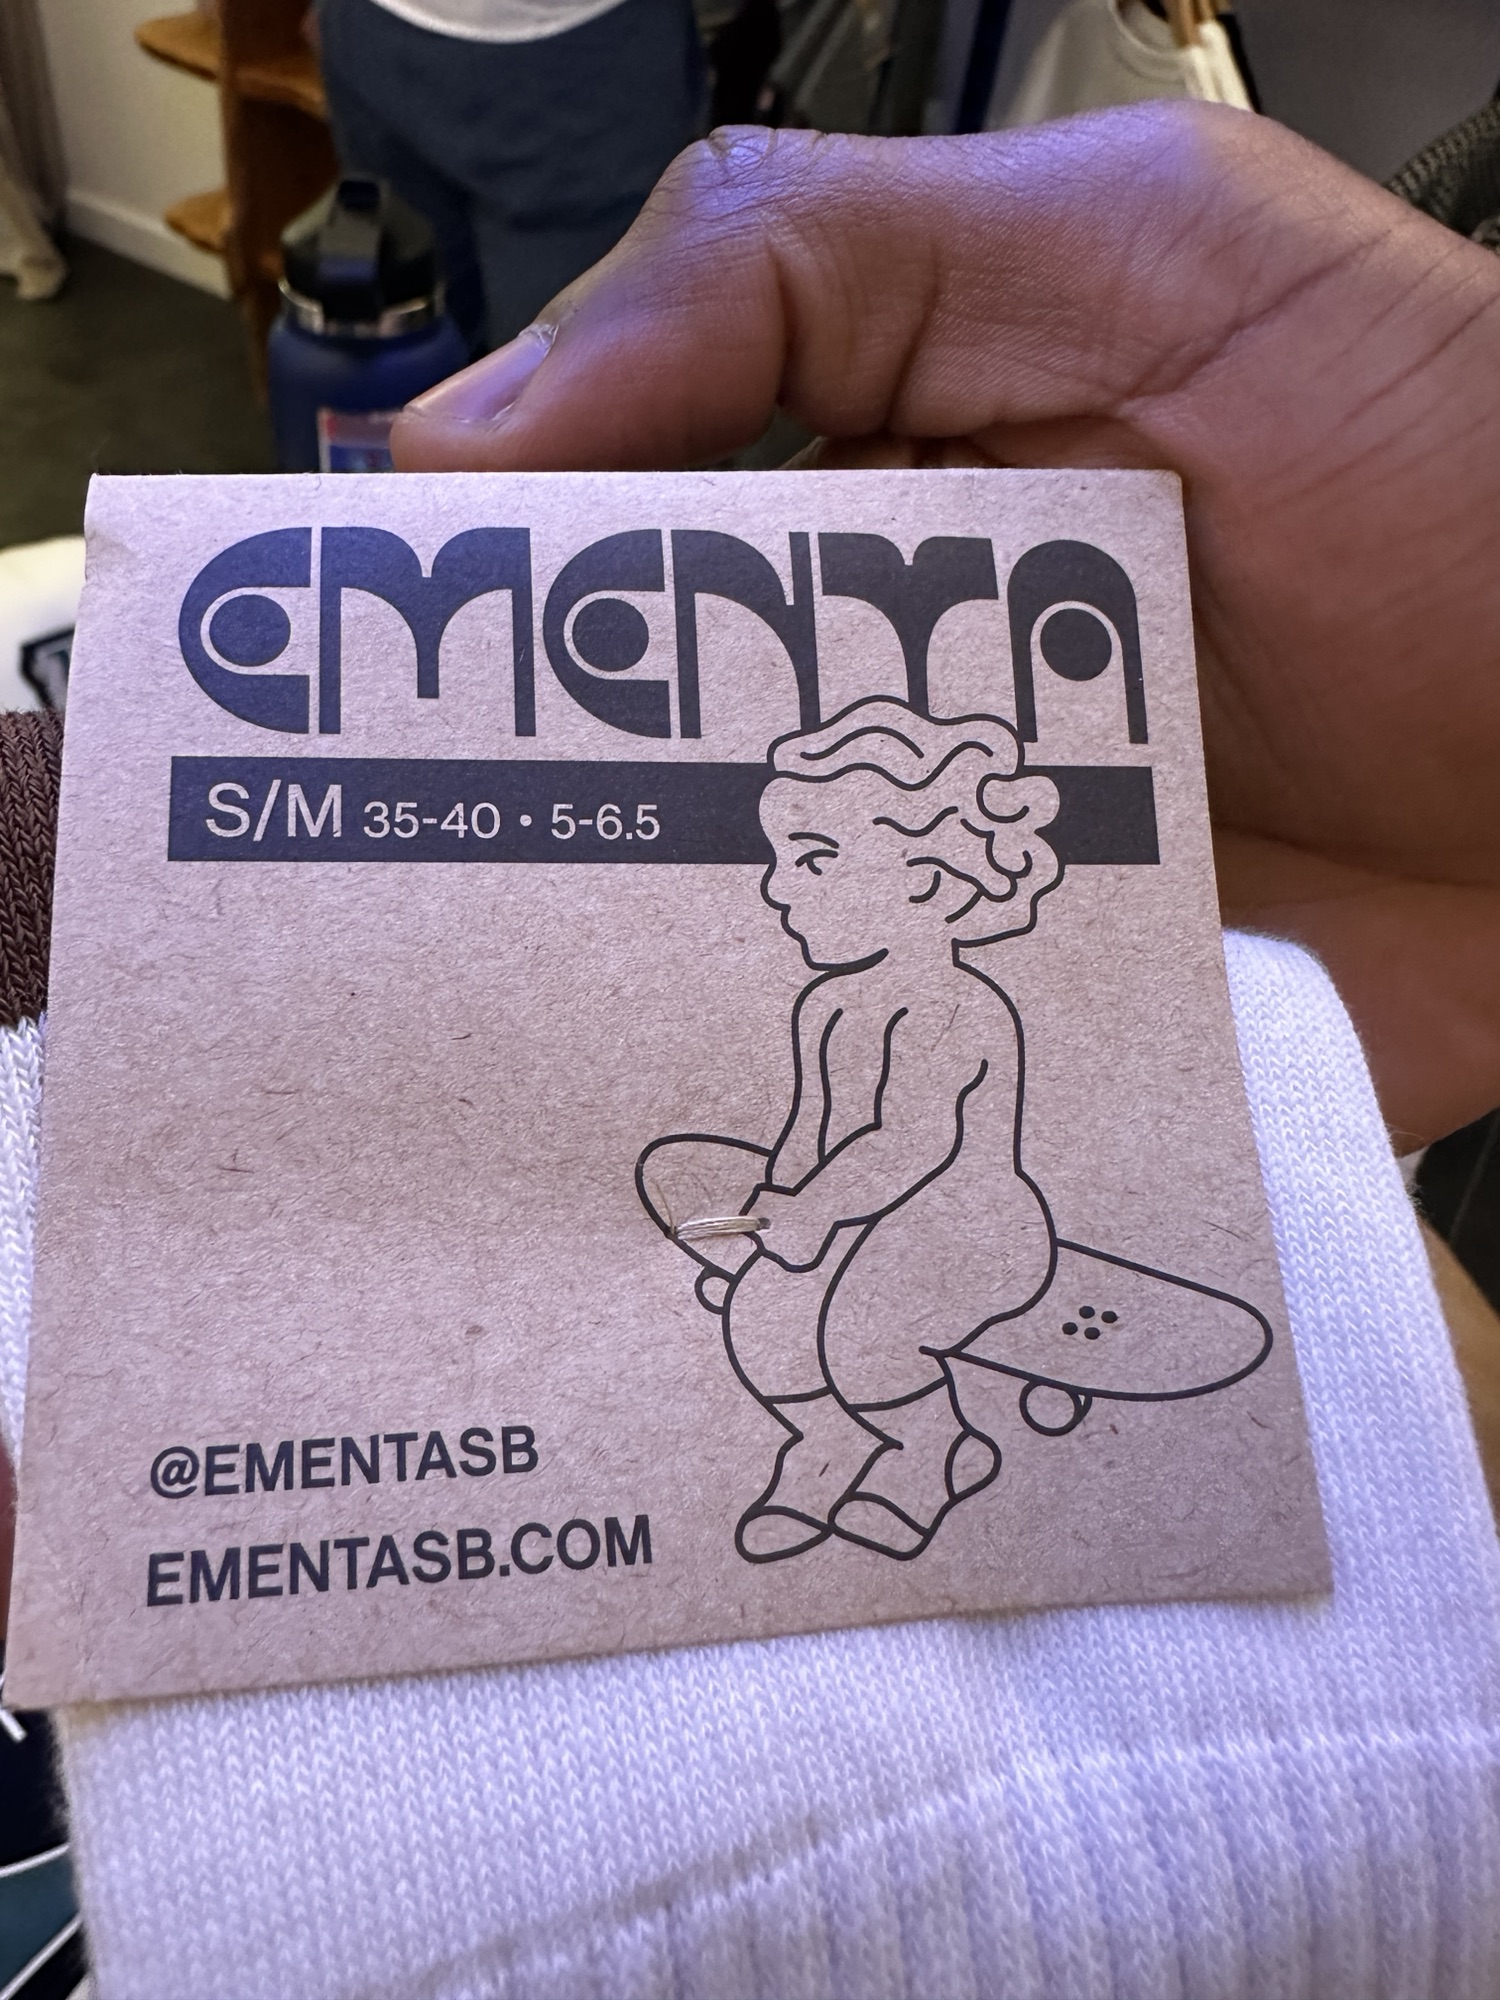 EMENTA
S/M 35-40 • 5-6.5
@EMENTASB
EMENTASB.COM